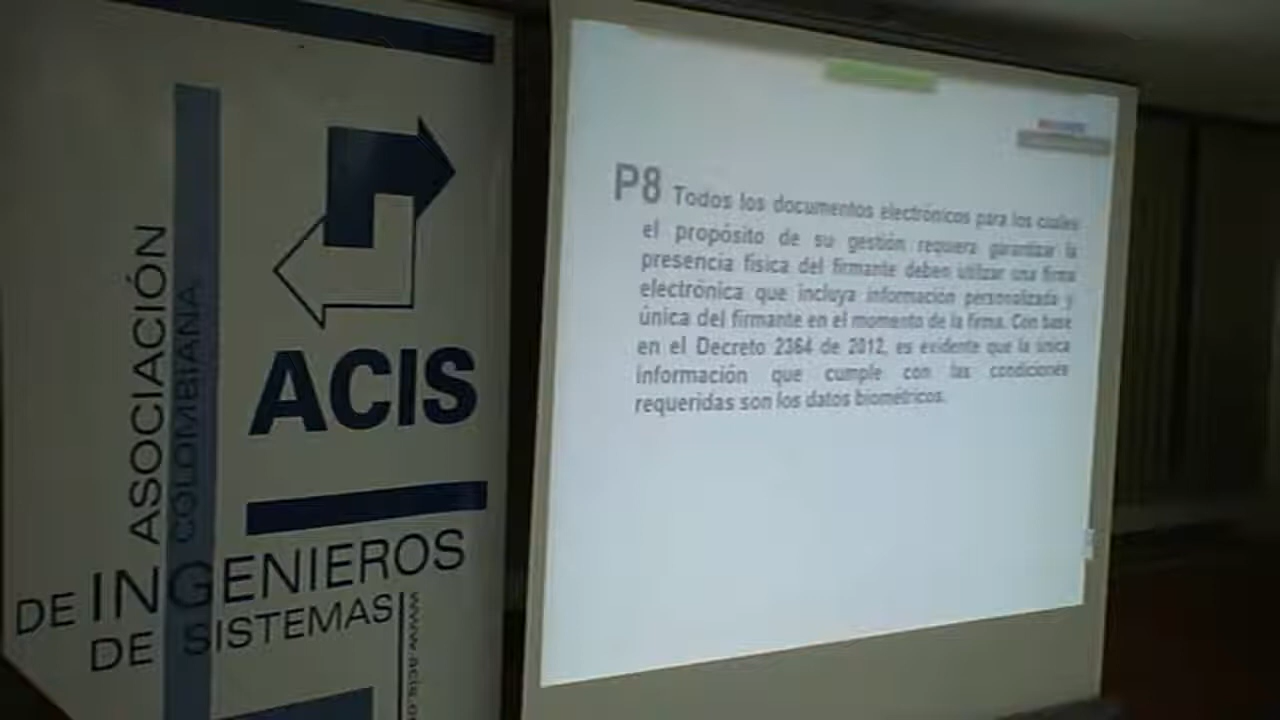 ASOCIACIÓN
COLOMBIANA
ACIS
DE INGENIEROS
DE SISTEMAS
www.acis.o
P8 Todos los documentos electrónicos para los cuales
el propósito de su gestión requiera garantizar la
presencia física del firmante deben utilizar una firma
electrónica que incluya información personalizada y
única del firmante en el momento de la firma. Con base
en el Decreto 2364 de 2012, es evidente que la única
información que cumple con las condiciones
requeridas son los datos biométricos.